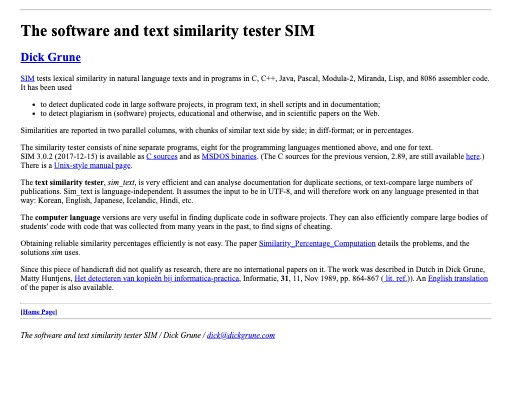 The software and text similarity tester SIM
Dick Grune
SIM tests lexical similarity in natural language texts and in programs in C, C++, Java, Pascal, Modula-2, Miranda, Lisp, and 8086 assembler code.
It has been used
• to detect duplicated code in large software projects, in program text, in shell scripts and in documentation;
• to detect plagiarism in (software) projects, educational and otherwise, and in scientific papers on the Web.
Similarities are reported in two parallel columns, with chunks of similar text side by side; in diff-format; or in percentages.
The similarity tester consists of nine separate programs, eight for the programming languages mentioned above, and one for text.
SIM 3.0.2 (2017-12-15) is available as C sources and as MSDOS binaries. (The C sources for the previous version, 2.89, are still available here.)
There is a Unix-style manual page.
The text similarity tester, sim_text, is very efficient and can analyse documentation for duplicate sections, or text-compare large numbers of
publications. Sim_text is language-independent. It assumes the input to be in UTF-8, and will therefore work on any language presented in that
way: Korean, English, Japanese, Icelandic, Hindi, etc.
The computer language versions are very useful in finding duplicate code in software projects. They can also efficiently compare large bodies of
students' code with code that was collected from many years in the past, to find signs of cheating.
Obtaining reliable similarity percentages efficiently is not easy. The paper Similarity_Percentage_Computation details the problems, and the
solutions sim uses.
Since this piece of handicraft did not qualify as research, there are no international papers on it. The work was described in Dutch in Dick Grune,
Matty Huntjens, Het detecteren van kopieën bij informatica-practica, Informatie, 31, 11, Nov 1989, pp. 864-867 ( lit. ref.)). An English translation
of the paper is also available.
[Home Page]
The software and text similarity tester SIM / Dick Grune / dick@dickgrune.com